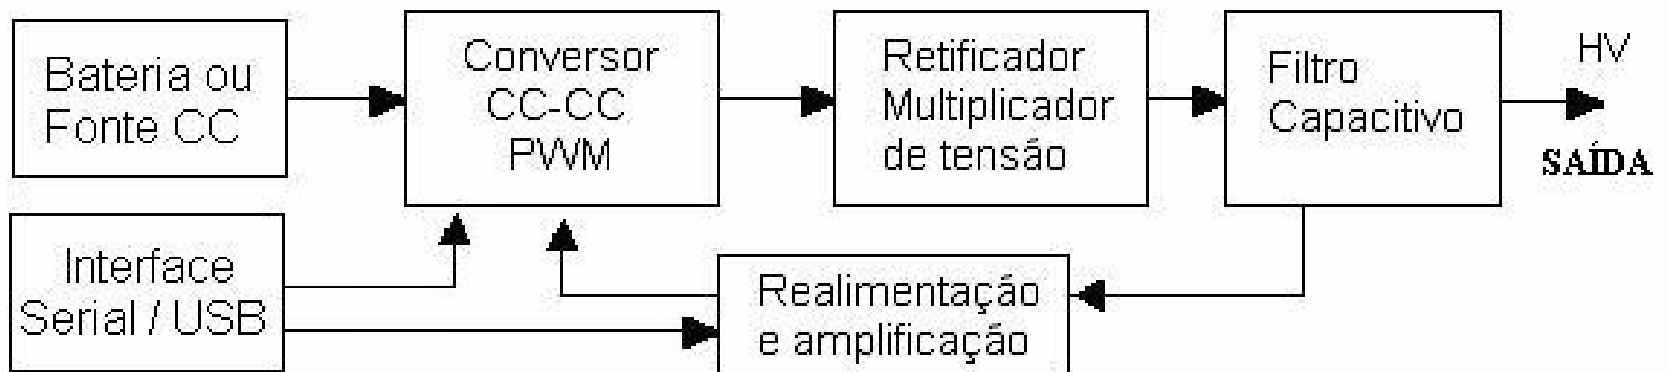 Bateria ou
Fonte CC
Conversor
CC-CC
PWM
Retificador
Multiplicador
de tensão
Filtro
Capacitivo
HV
SAÍDA
Interface
Serial / USB
Realimentação
e amplificação